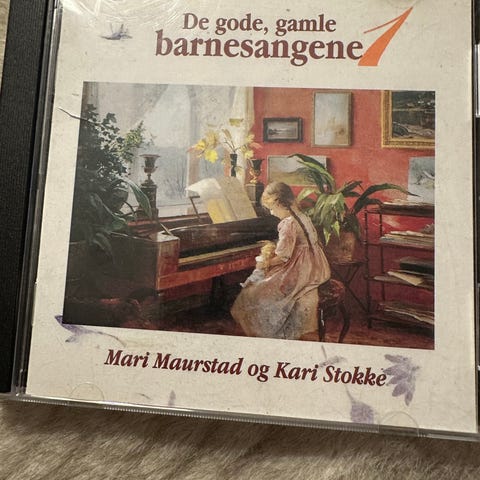 De gode, gamle
barnesangene 1
Mari Maurstad og Kari Stokke